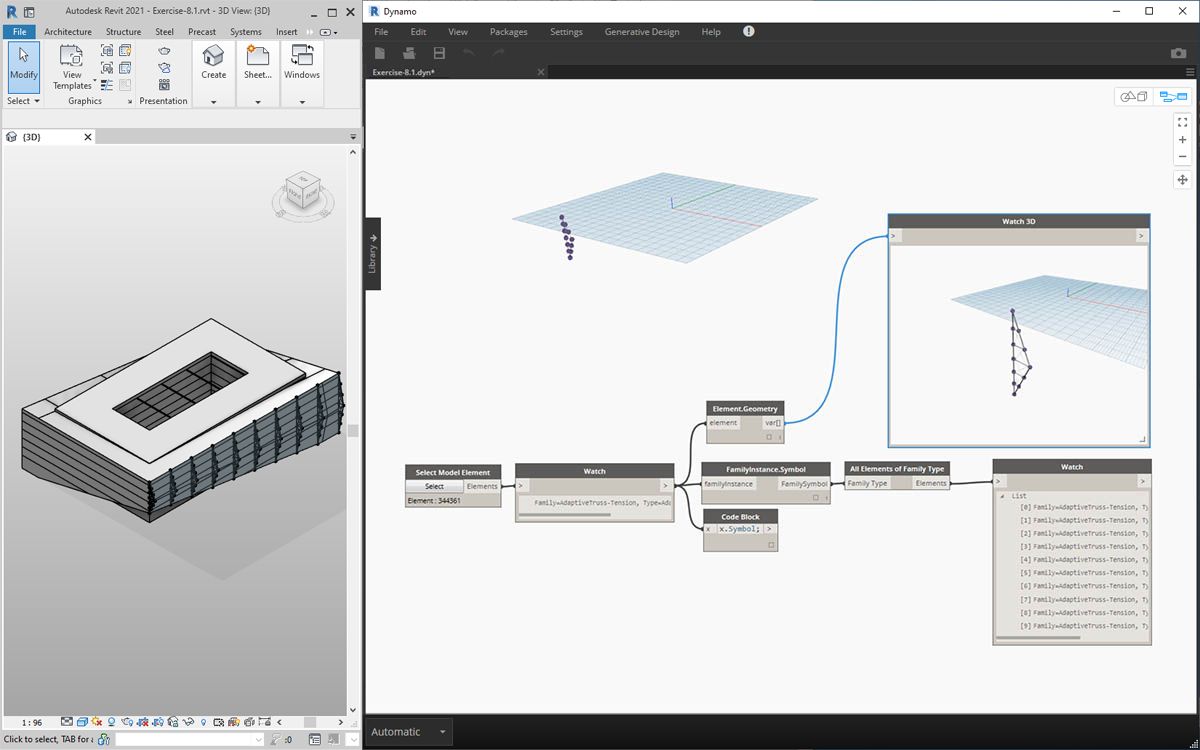 Autodesk Revit 2021 - Exercise-8.1.rvt - 3D View: {3D}
File Architecture Structure Steel Precast Systems Insert
Modify
View
Templates
Create
Sheet...
Windows
Select
Graphics
Presentation
{3D}
1 : 96
Click to select, TAB for a
:0
Dynamo
File Edit View Packages Settings Generative Design Help
Exercise-8.1.dyn*
Library
Watch 3D
>
>
Element.Geometry
element var[]
Select Model Element
Select Elements
Element : 344361
Watch
> >
Family=AdaptiveTruss-Tension, Type=Ada
FamilyInstance.Symbol
familyInstance FamilySymbol
Code Block
x x.Symbol; >
All Elements of Family Type
Family Type Elements
Watch
> >
List
[0] Family=AdaptiveTruss-Tension, Ty
[1] Family=AdaptiveTruss-Tension, Ty
[2] Family=AdaptiveTruss-Tension, Ty
[3] Family=AdaptiveTruss-Tension, Ty
[4] Family=AdaptiveTruss-Tension, Ty
[5] Family=AdaptiveTruss-Tension, Ty
[6] Family=AdaptiveTruss-Tension, Ty
[7] Family=AdaptiveTruss-Tension, Ty
[8] Family=AdaptiveTruss-Tension, Ty
[9] Family=AdaptiveTruss-Tension, Ty
Automatic